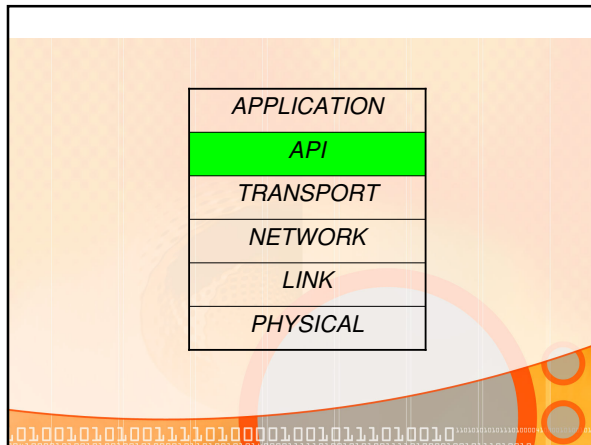 APPLICATION
API
TRANSPORT
NETWORK
LINK
PHYSICAL